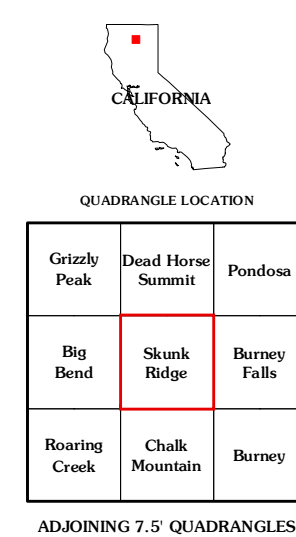 CALIFORNIA
QUADRANGLE LOCATION
Grizzly
Peak
Dead Horse
Summit
Pondosa
Big
Bend
Skunk
Ridge
Burney
Falls
Roaring
Creek
Chalk
Mountain
Burney
ADJOINING 7.5' QUADRANGLES